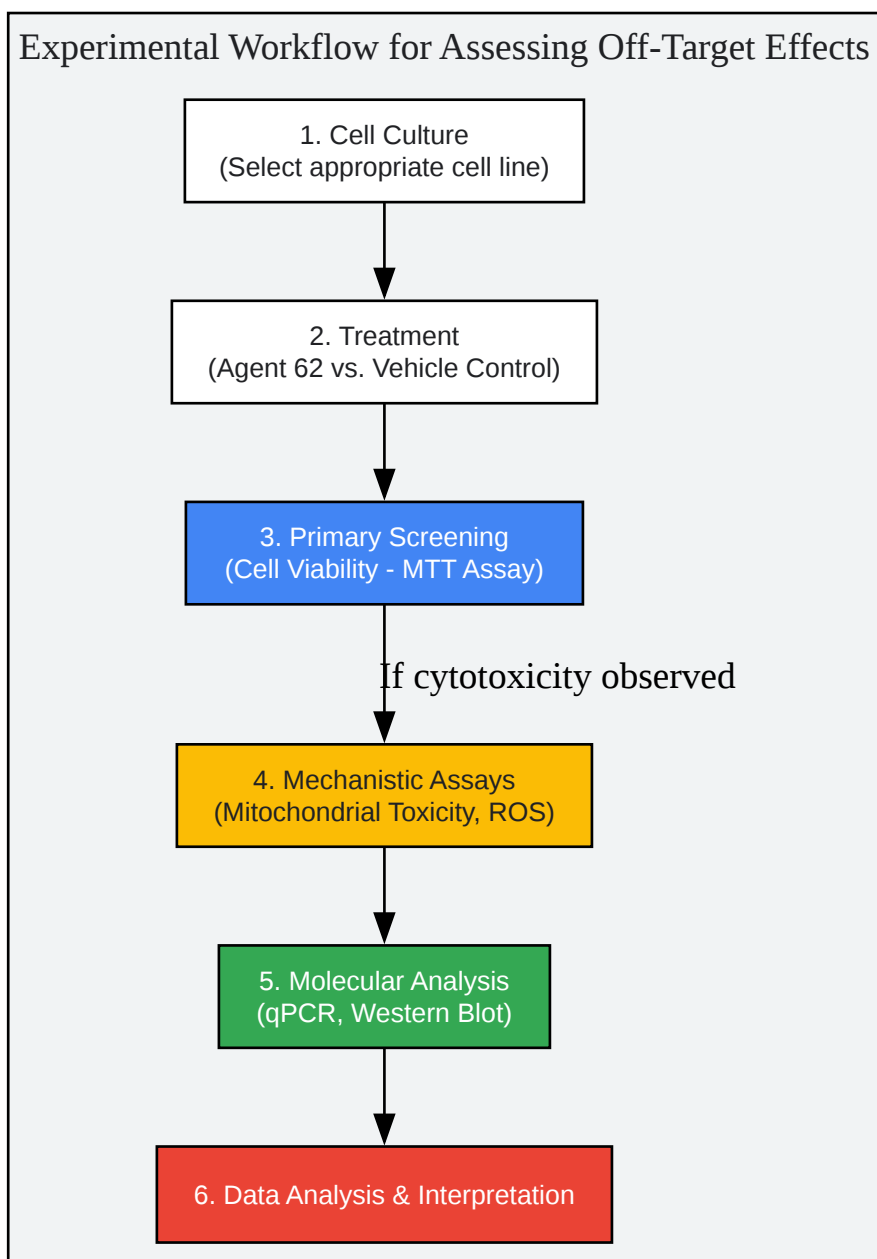 Experimental Workflow for Assessing Off-Target Effects
1. Cell Culture
(Select appropriate cell line)
2. Treatment
(Agent 62 vs. Vehicle Control)
3. Primary Screening
(Cell Viability - MTT Assay)
If cytotoxicity observed
4. Mechanistic Assays
(Mitochondrial Toxicity, ROS)
5. Molecular Analysis
(qPCR, Western Blot)
6. Data Analysis & Interpretation